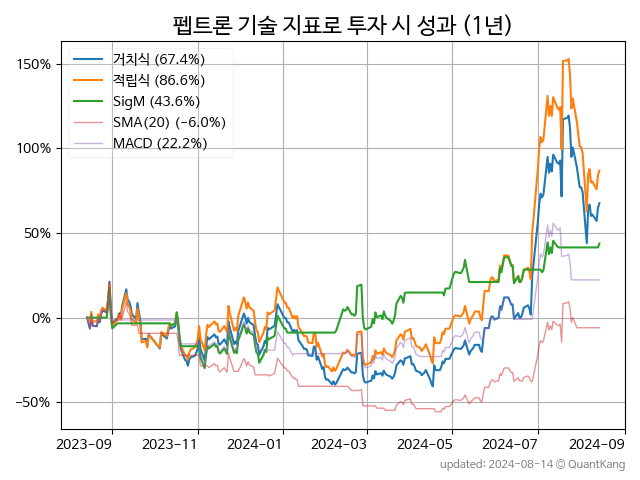 펩트론 기술 지표로 투자 시 성과 (1년)
거치식 (67.4%)
적립식 (86.6%)
SigM (43.6%)
SMA(20) (-6.0%)
MACD (22.2%)
150%
100%
50%
0%
−50%
2023-09 2023-11 2024-01 2024-03 2024-05 2024-07 2024-09
updated: 2024-08-14 © QuantKang